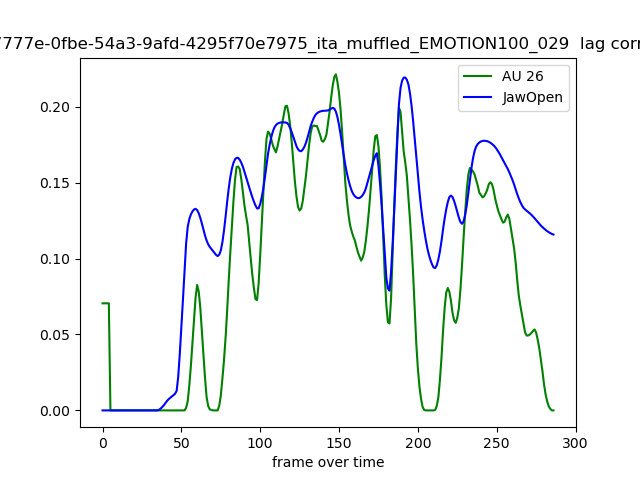 777e-0fbe-54a3-9afd-4295f70e7975_ita_muffled_EMOTION100_029 lag corr
AU 26
JawOpen
0.20
0.15
0.10
0.05
0.00
0 50 100 150 200 250 300
frame over time